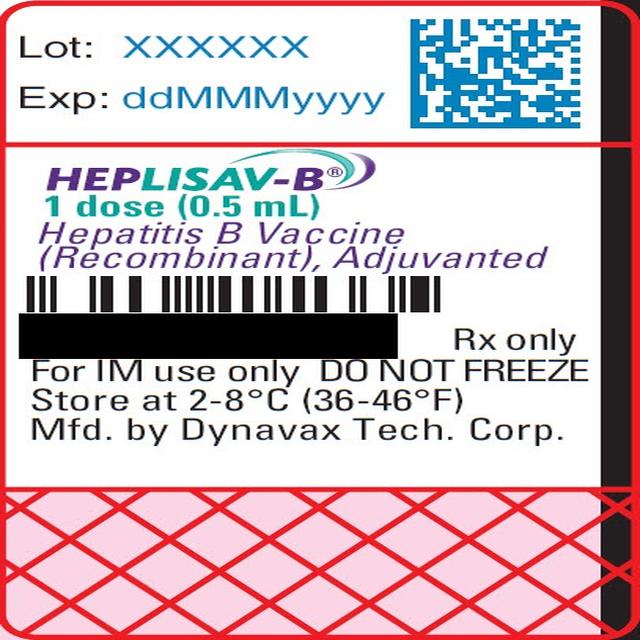 Lot: XXXXXX
Exp: ddMMMyyyy
HEPLISAV-B®
1 dose (0.5 mL)
Hepatitis B Vaccine
(Recombinant), Adjuvanted
Rx only
For IM use only DO NOT FREEZE
Store at 2-8°C (36-46°F)
Mfd. by Dynavax Tech. Corp.